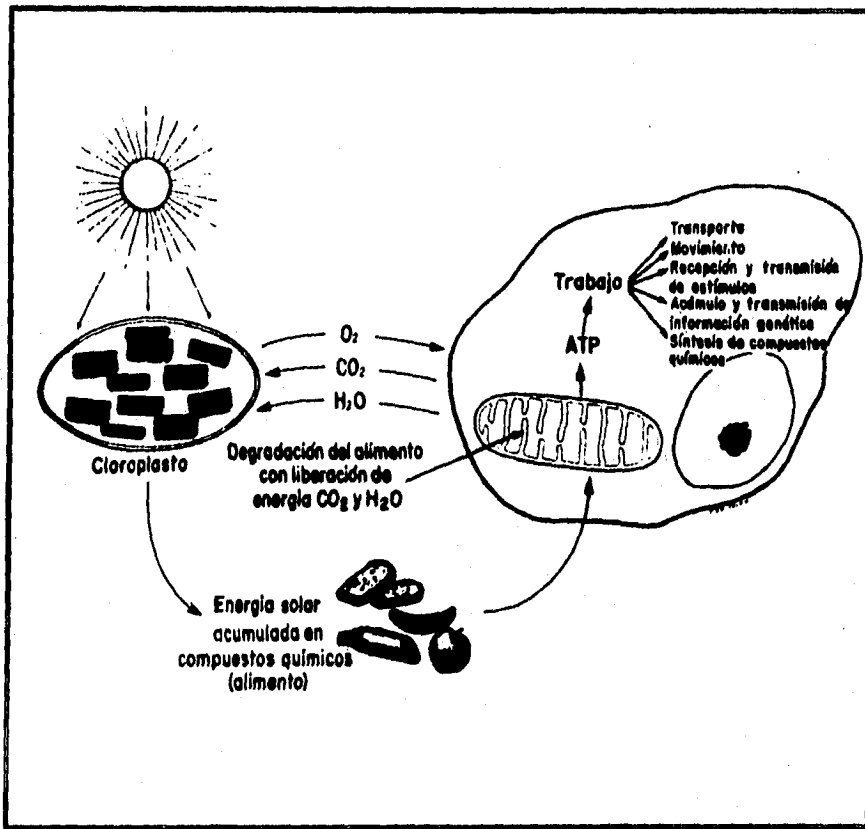 Transporte
Movimiento
Recepción y transmisión
de estímulos
Acúmulo y transmisión de
información genética
Síntesis de compuestos
químicos
Trabajo
ATP
O₂
CO₂
H₂O
Cloroplasto
Degradación del alimento
con liberación de
energía CO₂ y H₂O
Energía solar
acumulada en
compuestos químicos
(alimento)